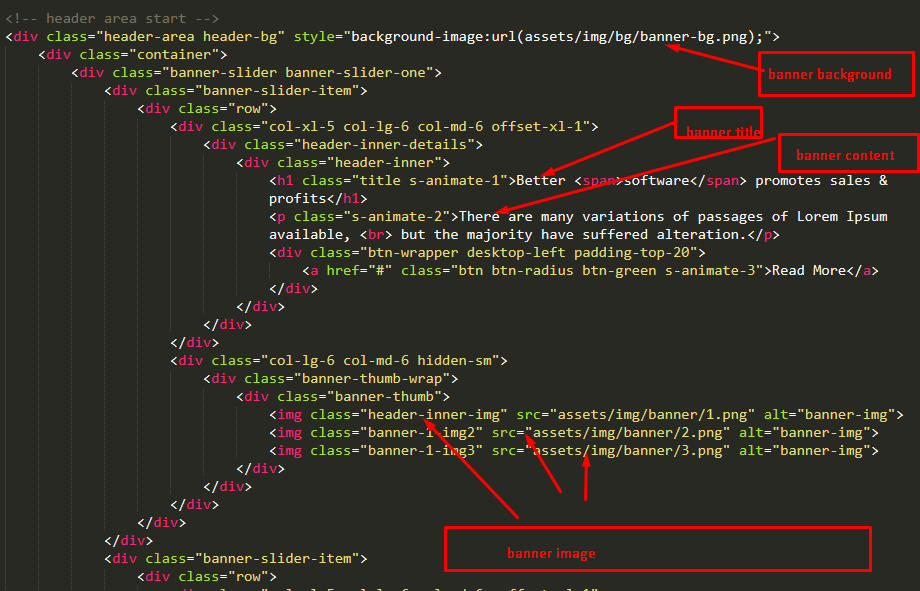 <!-- header area start -->
<div class="header-area header-bg" style="background-image:url(assets/img/bg/banner-bg.png);">
<div class="container">
banner background
<div class="banner-slider banner-slider-one">
<div class="banner-slider-item">
<div class="row">
<div class="col-xl-5 col-lg-6 col-md-6 offset-xl-1">
banner title
<div class="header-inner-details">
banner content
<div class="header-inner">
<h1 class="title s-animate-1">Better <span>software</span> promotes sales &
profits</h1>
<p class="s-animate-2">There are many variations of passages of Lorem Ipsum
available, <br> but the majority have suffered alteration.</p>
<div class="btn-wrapper desktop-left padding-top-20">
<a href="#" class="btn btn-radius btn-green s-animate-3">Read More</a>
</div>
</div>
</div>
</div>
<div class="col-lg-6 col-md-6 hidden-sm">
<div class="banner-thumb-wrap">
<div class="banner-thumb">
<img class="header-inner-img" src="assets/img/banner/1.png" alt="banner-img">
<img class="banner-1-img2" src="assets/img/banner/2.png" alt="banner-img">
<img class="banner-1-img3" src="assets/img/banner/3.png" alt="banner-img">
</div>
</div>
</div>
</div>
</div>
banner image
<div class="banner-slider-item">
<div class="row">